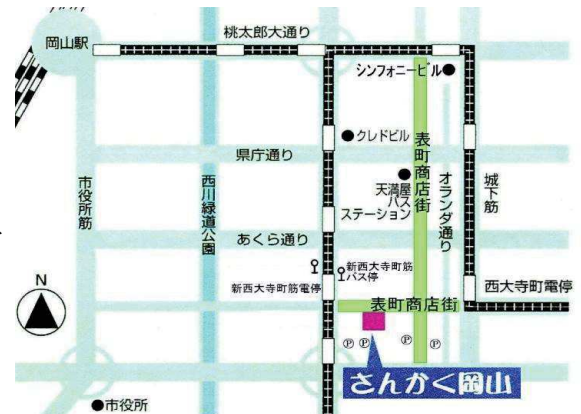 桃太郎大通り
岡山駅
シンフォニービル
クレドビル
表町商店街
県庁通り
天満屋
バス
ステーション
オランダ通り
城下筋
市役所筋
西川緑道公園
あくら通り
新西大寺町筋
バス停
新西大寺町筋電停
西大寺町電停
N
表町商店街
P
P
P
P
さんかく岡山
市役所